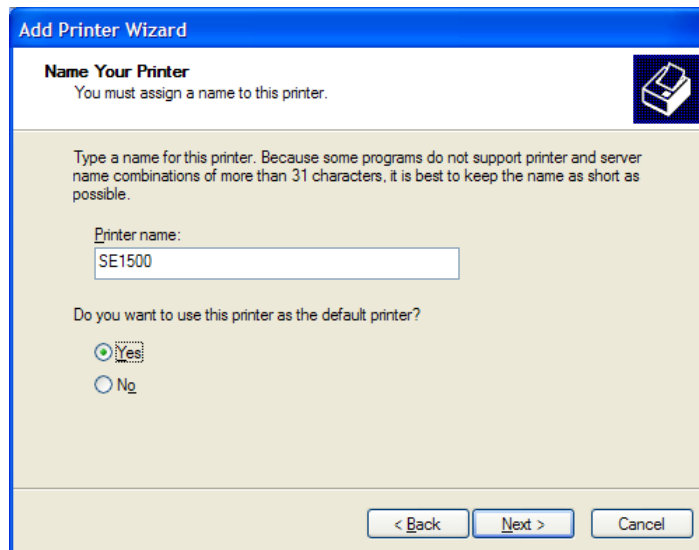 Add Printer Wizard
Name Your Printer
You must assign a name to this printer.
Type a name for this printer. Because some programs do not support printer and server
name combinations of more than 31 characters, it is best to keep the name as short as
possible.
Printer name:
SE1500
Do you want to use this printer as the default printer?
Yes
No
< Back Next > Cancel